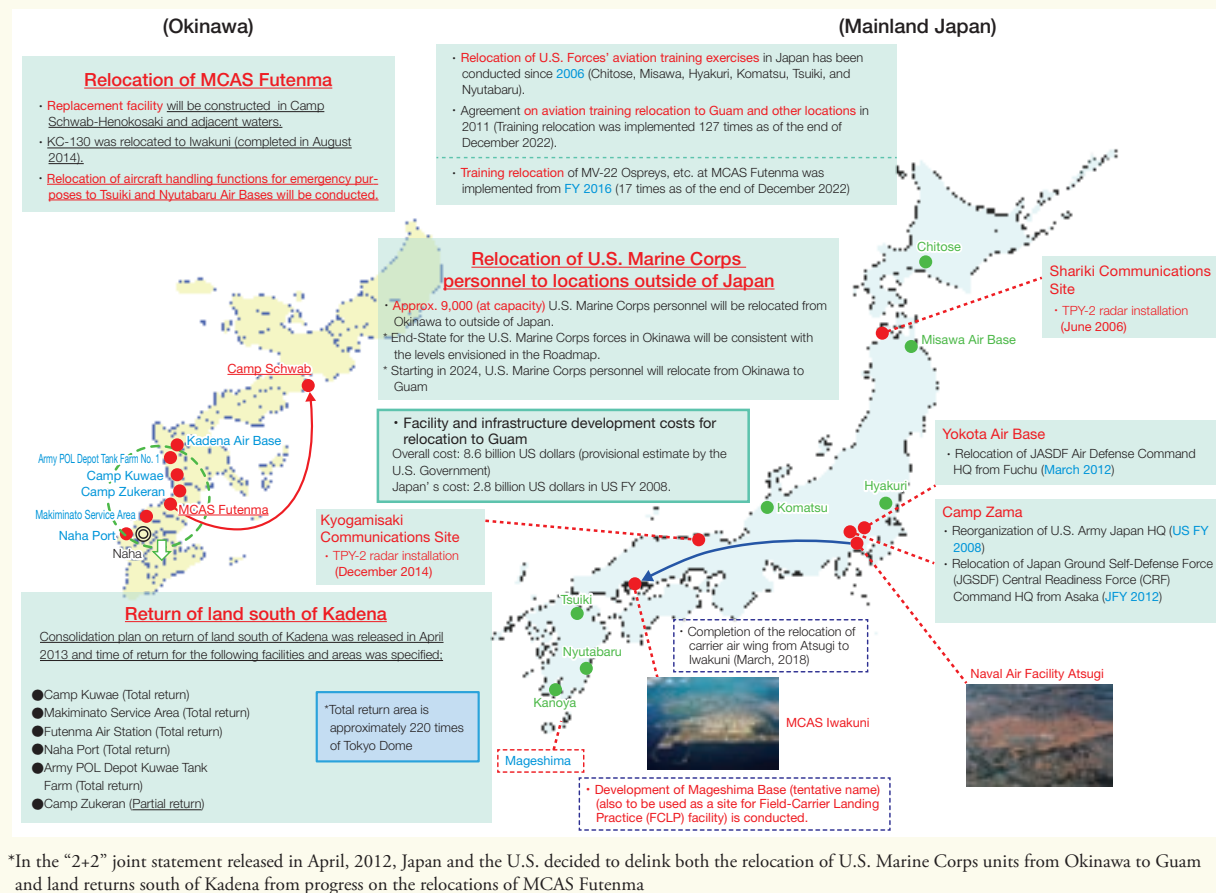 (Okinawa)
(Mainland Japan)
Relocation of MCAS Futenma
・Replacement facility will be constructed in Camp
Schwab-Henokosaki and adjacent waters.
・KC-130 was relocated to Iwakuni (completed in August
2014).
・Relocation of aircraft handling functions for emergency pur-
poses to Tsuiki and Nyutabaru Air Bases will be conducted.
・Relocation of U.S. Forces' aviation training exercises in Japan has been
conducted since 2006 (Chitose, Misawa, Hyakuri, Komatsu, Tsuiki, and
Nyutabaru).
・Agreement on aviation training relocation to Guam and other locations in
2011 (Training relocation was implemented 127 times as of the end of
December 2022).
・Training relocation of MV-22 Ospreys, etc. at MCAS Futenma was
implemented from FY 2016 (17 times as of the end of December 2022)
Relocation of U.S. Marine Corps
personnel to locations outside of Japan
・Approx. 9,000 (at capacity) U.S. Marine Corps personnel will be relocated from
Okinawa to outside of Japan.
*End-State for the U.S. Marine Corps forces in Okinawa will be consistent with
the levels envisioned in the Roadmap.
* Starting in 2024, U.S. Marine Corps personnel will relocate from Okinawa to
Guam
・Facility and infrastructure development costs for
relocation to Guam
Overall cost: 8.6 billion US dollars (provisional estimate by the
U.S. Government)
Japan' s cost: 2.8 billion US dollars in US FY 2008.
Camp Schwab
Kadena Air Base
Army POL Depot Tank Farm No. 1
Camp Kuwae
Camp Zukeran
MCAS Futenma
Makiminato Service Area
Naha Port
Naha
Chitose
Shariki Communications
Site
・TPY-2 radar installation
(June 2006)
Misawa Air Base
Yokota Air Base
・Relocation of JASDF Air Defense Command
HQ from Fuchu (March 2012)
Hyakuri
Komatsu
Camp Zama
・Reorganization of U.S. Army Japan HQ (US FY
2008)
・Relocation of Japan Ground Self-Defense Force
(JGSDF) Central Readiness Force (CRF)
Command HQ from Asaka (JFY 2012)
Kyogamisaki
Communications Site
・TPY-2 radar installation
(December 2014)
Return of land south of Kadena
Consolidation plan on return of land south of Kadena was released in April
2013 and time of return for the following facilities and areas was specified;
●Camp Kuwae (Total return)
●Makiminato Service Area (Total return)
●Futenma Air Station (Total return)
●Naha Port (Total return)
●Army POL Depot Kuwae Tank
Farm (Total return)
●Camp Zukeran (Partial return)
*Total return area is
approximately 220 times
of Tokyo Dome
Tsuiki
Nyutabaru
Kanoya
Mageshima
・Completion of the relocation of
carrier air wing from Atsugi to
Iwakuni (March, 2018)
MCAS Iwakuni
Naval Air Facility Atsugi
・Development of Mageshima Base (tentative name)
(also to be used as a site for Field-Carrier Landing
Practice (FCLP) facility) is conducted.
*In the “2+2” joint statement released in April, 2012, Japan and the U.S. decided to delink both the relocation of U.S. Marine Corps units from Okinawa to Guam
and land returns south of Kadena from progress on the relocations of MCAS Futenma